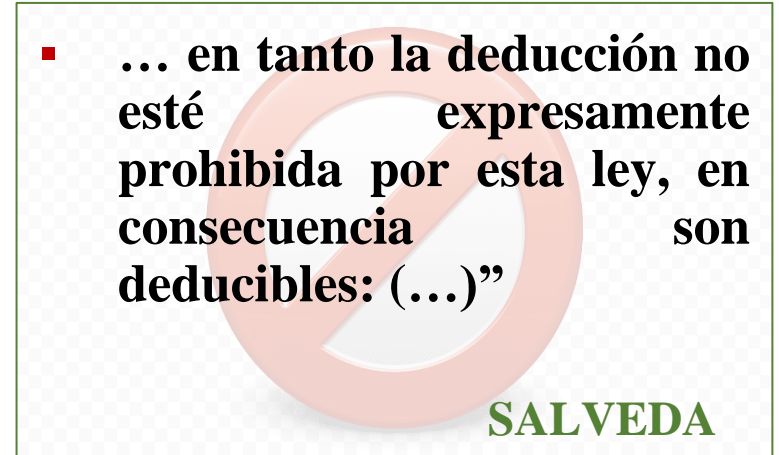 … en tanto la deducción no
esté expresamente
prohibida por esta ley, en
consecuencia son
deducibles: (…)”
SALVEDA